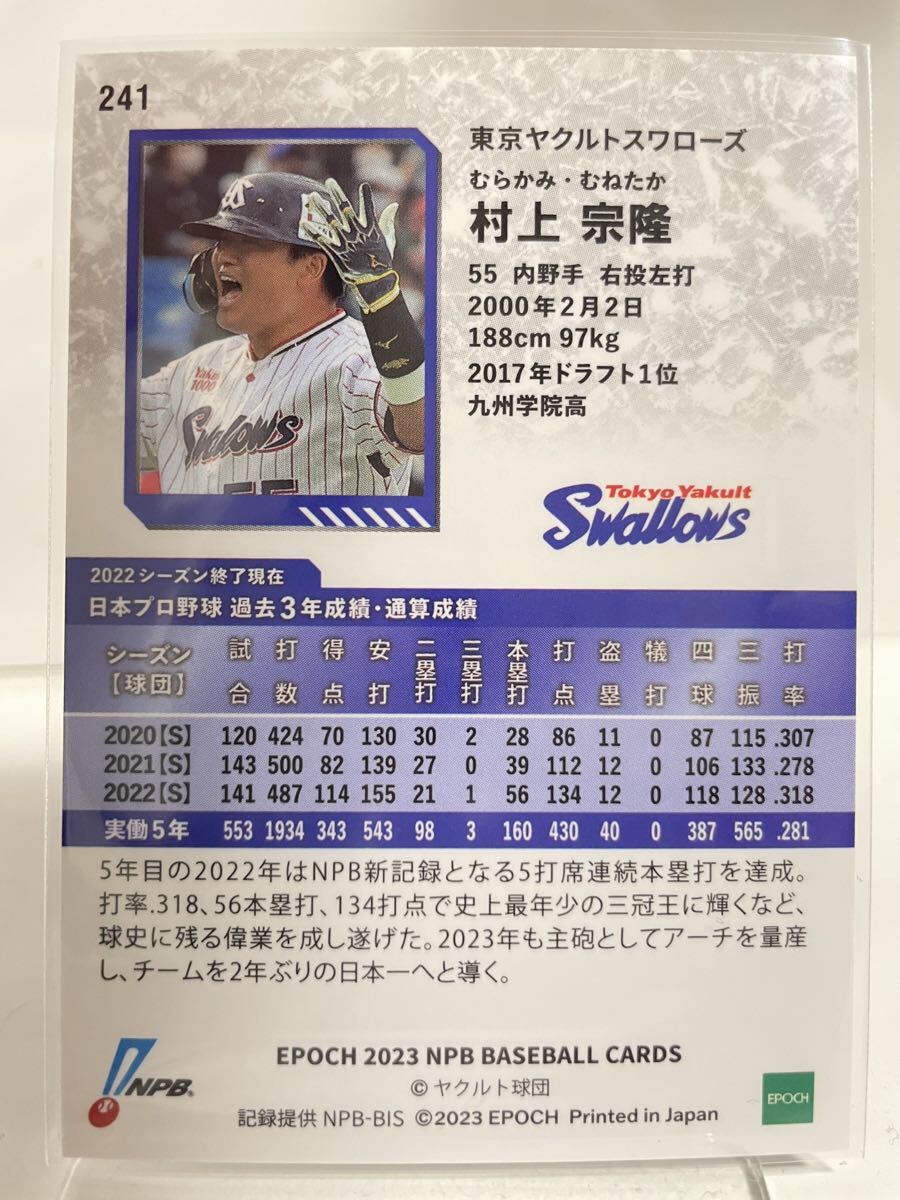 241
東京ヤクルトスワローズ
むらかみ・むねたか
村上 宗隆
55 内野手 右投左打
2000年2月2日
188cm 97kg
2017年ドラフト1位
九州学院高
Yakult
1000
Swallows
55
Tokyo Yakult
Swallows
2022シーズン終了現在
日本プロ野球 過去3年成績・通算成績
シーズン【球団】 試合 打数 得点 安打 二塁打 三塁打 本塁打 打点 盗塁 犠打 四球 三振 打率
2020【S】 120 424 70 130 30 2 28 86 11 0 87 115 .307
2021【S】 143 500 82 139 27 0 39 112 12 0 106 133 .278
2022【S】 141 487 114 155 21 1 56 134 12 0 118 128 .318
実働5年 553 1934 343 543 98 3 160 430 40 0 387 565 .281
5年目の2022年はNPB新記録となる5打席連続本塁打を達成。
打率.318、56本塁打、134打点で史上最年少の三冠王に輝くなど、
球史に残る偉業を成し遂げた。2023年も主砲としてアーチを量産
し、チームを2年ぶりの日本一へと導く。
NPB
EPOCH 2023 NPB BASEBALL CARDS
©ヤクルト球団
記録提供 NPB-BIS ©2023 EPOCH Printed in Japan
EPOCH